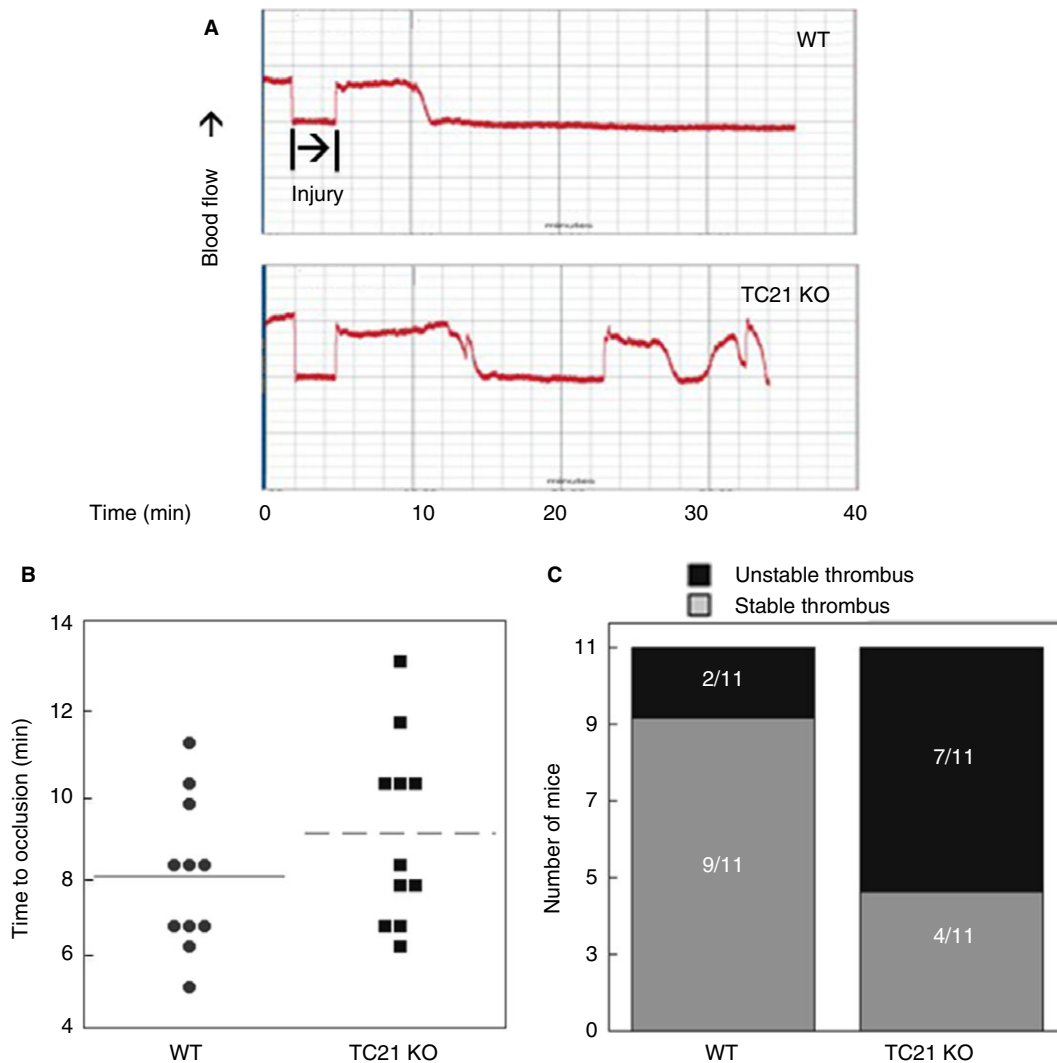 A
WT
Blood flow →
Injury
minutes
TC21 KO
minutes
Time (min)
0 10 20 30 40
B
14
12
10
8
6
4
Time to occlusion (min)
WT TC21 KO
C
Unstable thrombus
Stable thrombus
11
9
7
5
3
0
Number of mice
2/11
9/11
7/11
4/11
WT TC21 KO